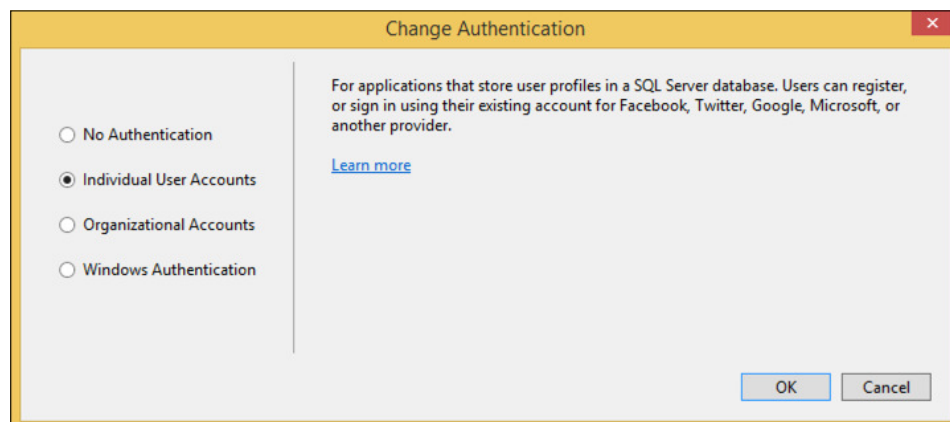 Change Authentication
No Authentication
Individual User Accounts
Organizational Accounts
Windows Authentication
For applications that store user profiles in a SQL Server database. Users can register,
or sign in using their existing account for Facebook, Twitter, Google, Microsoft, or
another provider.
Learn more
OK
Cancel